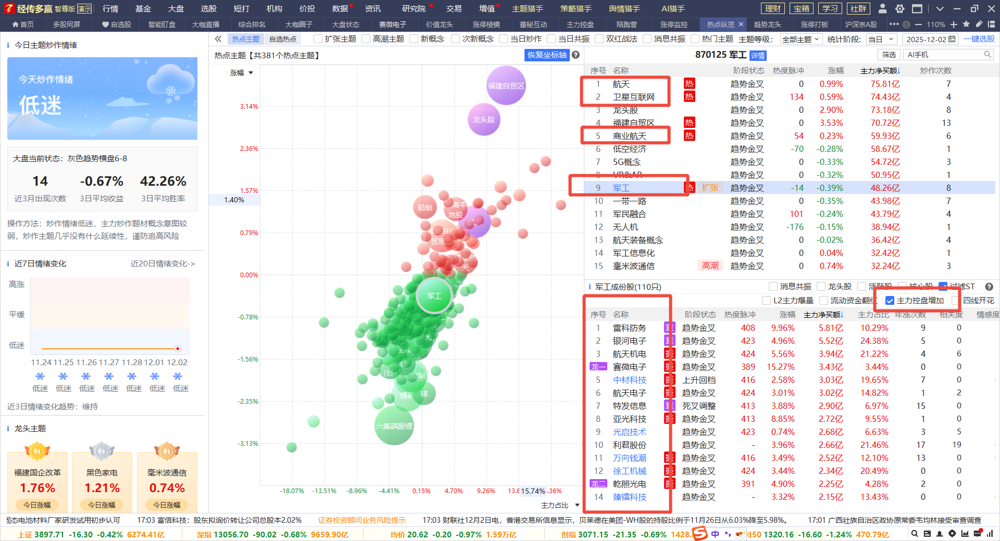 经传多赢 智尊版 演示 行情 基金 大盘 选股 短打 机构 价投 数据 资讯 研究院 交易 增值 主题猎手 策略猎手 舆情猎手 AI猎手 理财 宝箱 学习 社群
首页 多股同屏 自选股 智能盯盘 大咖直播 综合排名 大咖圈子 大盘状态 赛微电子 价值龙头 涨停棱镜 董秘互动 主力控盘 陪跑营 涨停监控 热点纵览 趋势龙头 涨停打板 沪深京A股 110%
今日主题炒作情绪
今天炒作情绪
低迷
大盘当前状态：灰色趋势横盘6-8
14 -0.67% 42.26%
近3月出现次数 3日平均收益 3日平均胜率
操作方法：炒作情绪低迷，主力炒作题材概念意图较
弱，炒作主题几乎没有什么延续性，谨防追高风险
近7日情绪变化 近20日情绪变化->
高涨
平缓
低迷
11.24 11.25 11.26 11.27 11.28 12.01 12.02
低迷 低迷 低迷 低迷 低迷 低迷 低迷
近3日情绪变化趋势：维持
龙头主题
福建国企改革 黑色家电 毫米波通信
1.76% 1.21% 0.74%
今日涨幅 今日涨幅 今日涨幅
热点主题 自选热点 扩张主题 高潮主题 新概念 次新概念 当日炒作 当日共振 双红战法 消息共振 热门主题 主题等级： 全部主题 统计阶段： 当日 2025-12-02 一键选股
热点主题【共381个热点主题】 恢复坐标轴
涨幅
3.14%
2.36%
1.57%
1.40%
0.79%
0.00%
-0.78%
-1.56%
-2.35%
-3.13%
福建自贸区
龙头股
船舶
地股
航天
贸易
军工
锂矿
锑
六氟磷酸锂
-18.07% -13.51% -8.96% -4.41% 0.15% 4.70% 9.26% 13.8 15.74% .36%
主力占比
870125 军工 详情 筛选 AI手机
序号 名称 阶段状态 热度脉冲 涨幅 主力净买额↓ 炒作次数
1 航天 热 趋势金叉 0 0.99% 75.81亿 7
2 卫星互联网 热 趋势金叉 134 0.59% 74.43亿 4
3 龙头股 趋势金叉 0 2.90% 73.18亿 8
4 福建自贸区 热 趋势金叉 0 3.53% 70.72亿 13
5 商业航天 热 趋势金叉 54 0.23% 59.93亿 6
6 低空经济 趋势金叉 -70 -0.28% 58.67亿 1
7 5G概念 趋势金叉 0 -0.33% 54.72亿 3
8 VR&AR 趋势金叉 0 -0.32% 50.95亿 1
9 军工 热 扩张 趋势金叉 -14 -0.39% 48.26亿 8
10 一带一路 趋势金叉 0 -0.35% 43.98亿 7
11 军民融合 趋势金叉 101 -0.24% 43.79亿 4
12 无人机 趋势金叉 -176 -0.15% 38.94亿 1
13 航天装备概念 趋势金叉 0 -0.02% 36.42亿 4
14 军工信息化 趋势金叉 0 0.04% 32.42亿 1
15 毫米波通信 高潮 趋势金叉 0 0.74% 32.24亿 3
军工成份股(110只) 消息共振 龙头股 活跃股 核心股 过滤ST
L2主力爆量 流动资金翻红 主力控盘增加 四线开花
序号 名称 阶段状态 热度脉冲 涨幅 主力净买额↓ 主力占比 年涨次数 相关度 情感度
1 雷科防务 重 趋势金叉 408 9.96% 5.81亿 10.29% 9 0
2 银河电子 重 趋势金叉 423 4.96% 5.52亿 24.38% 5 0
3 航天机电 振 趋势金叉 424 5.56% 3.94亿 21.22% 4 6
龙一 赛微电子 振 趋势金叉 389 15.27% 3.43亿 3.44% 0 0
5 中材科技 振 上升回档 416 2.58% 3.03亿 19.65% 7 0
6 航天电子 振 趋势金叉 424 3.01% 3.02亿 14.82% 1 2
7 特发信息 重 死叉调整 413 3.88% 2.90亿 6.97% 15 0
8 亚光科技 振 趋势金叉 413 8.85% 2.72亿 9.55% 1 0
9 光启技术 趋势金叉 423 0.74% 2.68亿 6.63% 3 5
10 利君股份 趋势金叉 - 3.96% 2.66亿 21.46% 17 19
11 万向钱潮 振 趋势金叉 416 3.49% 2.52亿 12.10% 13 0
12 徐工机械 振 趋势金叉 424 3.44% 2.34亿 20.49% 0 0
龙二 乾照光电 振 趋势金叉 391 4.90% 2.25亿 4.28% 2 0
14 臻镭科技 趋势金叉 - 3.32% 2.15亿 13.43% 0 0
固态电池材料厂家研发试用初步认可 17:03 富信科技：股东拟询价转让公司总股本2.02% 证券投资顾问业务风险提示 17:03 财联社12月2日电，香港交易所信息显示，贝莱德在美团-WH股的持股比例于11月26日从6.03%降至5.98%。 17:01 广西壮族自治区政协原常委韦均林接受审查调查
上证 3897.71 -16.30 -0.42% 6274.41亿 深指 13056.70 -90.02 -0.68% 9659.90亿 均价 20.62 -0.20 -0.97% 1.59万亿 创指 3071.15 -21.35 -0.69% 1428. 中 450 1320.16 -16.60 -1.24% 470.79亿